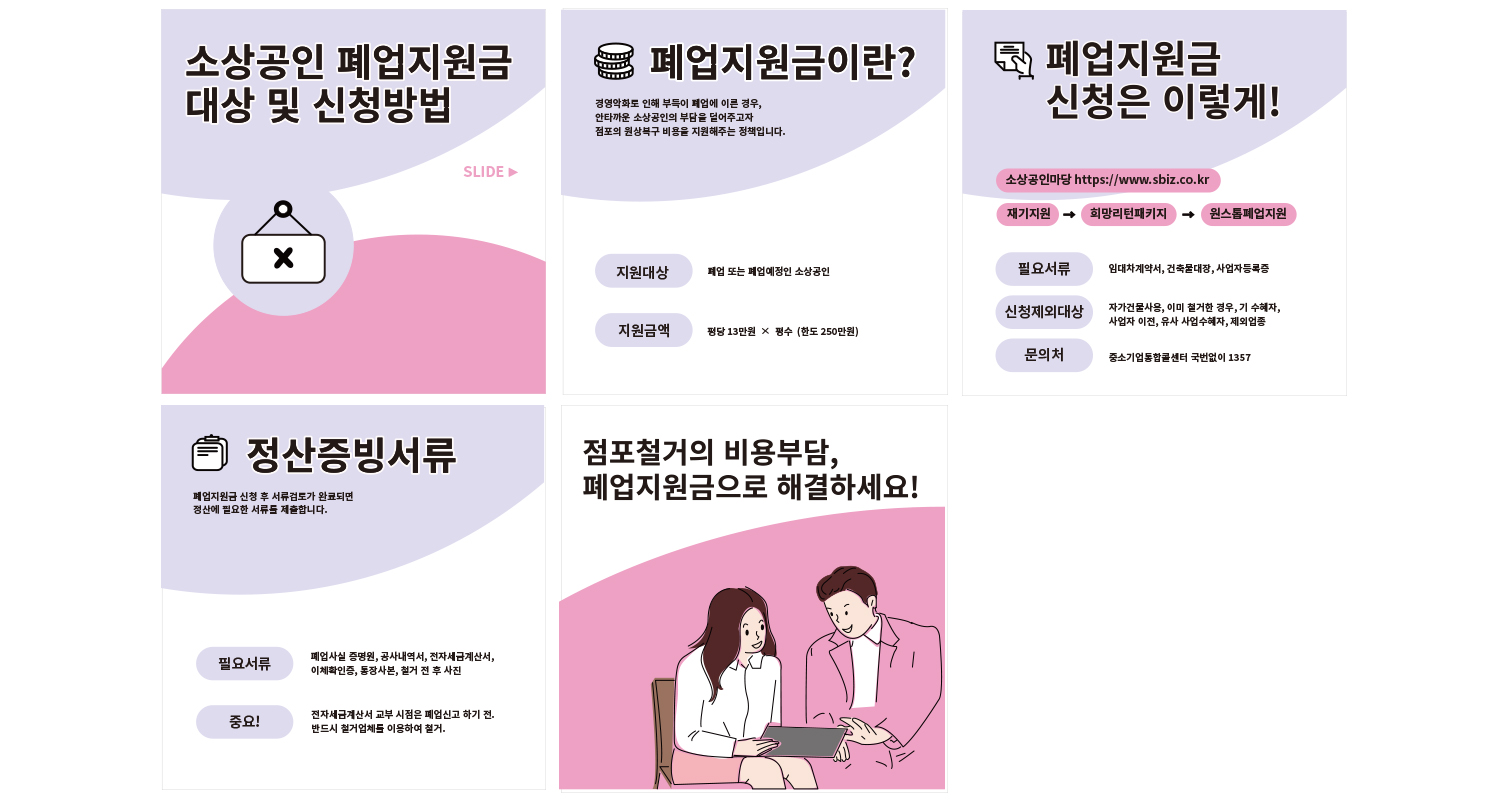 소상공인 폐업지원금
대상 및 신청방법
SLIDE ▶
폐업지원금이란?
경영악화로 인해 부득이 폐업에 이른 경우,
안타까운 소상공인의 부담을 덜어주고자
점포의 원상복구 비용을 지원해주는 정책입니다.
지원대상
폐업 또는 폐업예정인 소상공인
지원금액
평당 13만원 × 평수 (한도 250만원)
폐업지원금
신청은 이렇게!
소상공인마당 https://www.sbiz.co.kr
재기지원 → 희망리턴패키지 → 원스톱폐업지원
필요서류
임대차계약서, 건축물대장, 사업자등록증
신청제외대상
자가건물사용, 이미 철거한 경우, 기 수혜자,
사업자 이전, 유사 사업수혜자, 제외업종
문의처
중소기업통합콜센터 국번없이 1357
정산증빙서류
폐업지원금 신청 후 서류검토가 완료되면
정산에 필요한 서류를 제출합니다.
필요서류
폐업사실 증명원, 공사내역서, 전자세금계산서,
이체확인증, 통장사본, 철거 전 후 사진
중요!
전자세금계산서 교부 시점은 폐업신고 하기 전.
반드시 철거업체를 이용하여 철거.
점포철거의 비용부담,
폐업지원금으로 해결하세요!